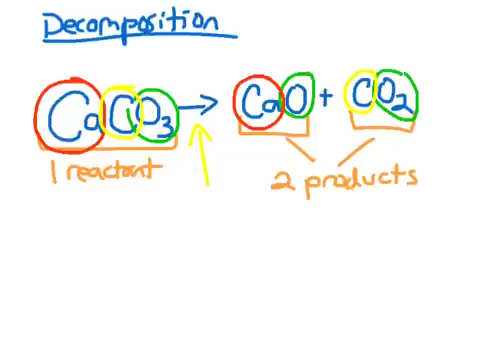 Decomposition
CaCO3 → CaO + CO2
1 reactant
2 products